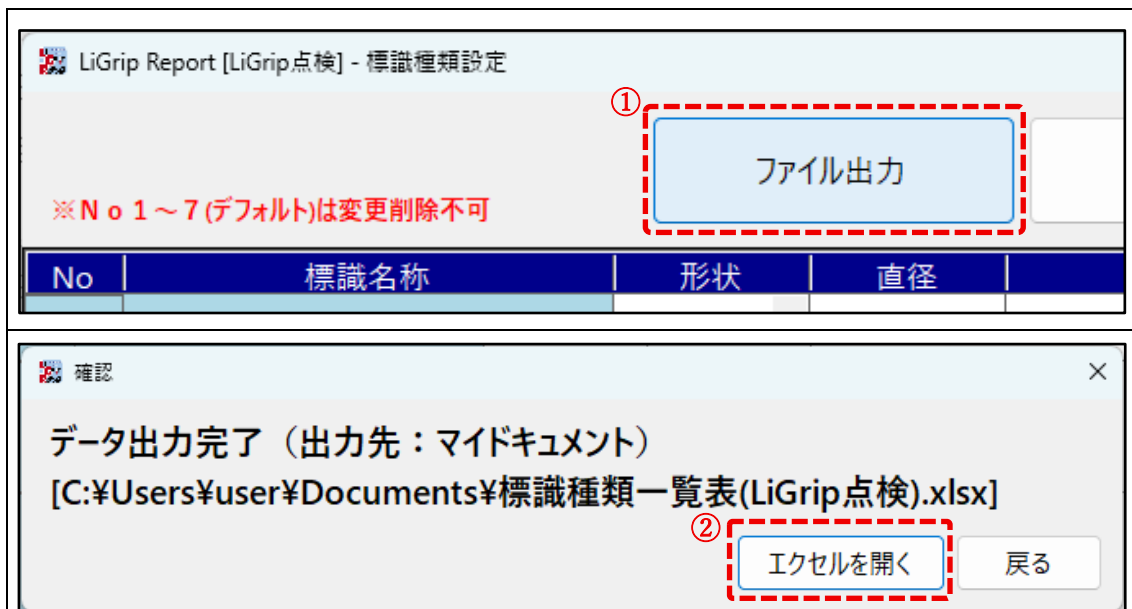 LiGrip Report [LiGrip点検] - 標識種類設定
①
ファイル出力
※Ｎｏ１～７(デフォルト)は変更削除不可
No 標識名称 形状 直径
確認
データ出力完了（出力先：マイドキュメント）
[C:¥Users¥user¥Documents¥標識種類一覧表(LiGrip点検).xlsx]
②
エクセルを開く 戻る